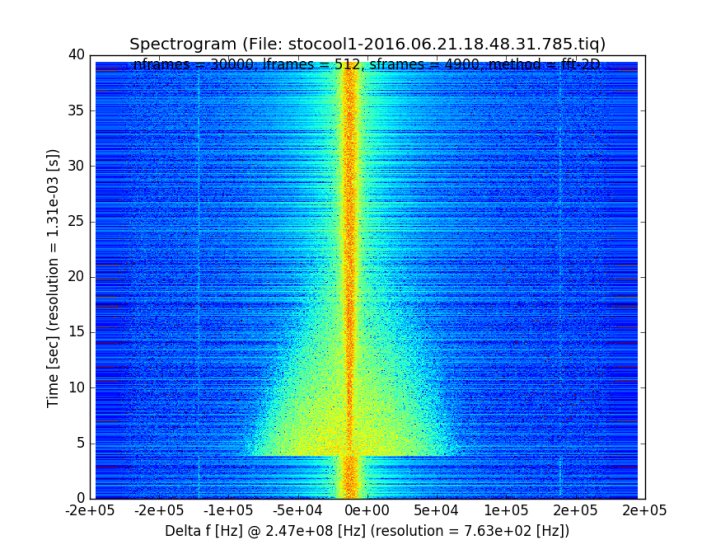 Spectrogram (File: stocool1-2016.06.21.18.48.31.785.tiq)
nframes = 30000, lframes = 512, sframes = 4900, method = fft-2D
40
35
30
25
20
15
10
5
0
Time [sec] (resolution = 1.31e-03 [s])
-2e+05 -2e+05 -1e+05 -5e+04 0e+00 5e+04 1e+05 2e+05 2e+05
Delta f [Hz] @ 2.47e+08 [Hz] (resolution = 7.63e+02 [Hz])